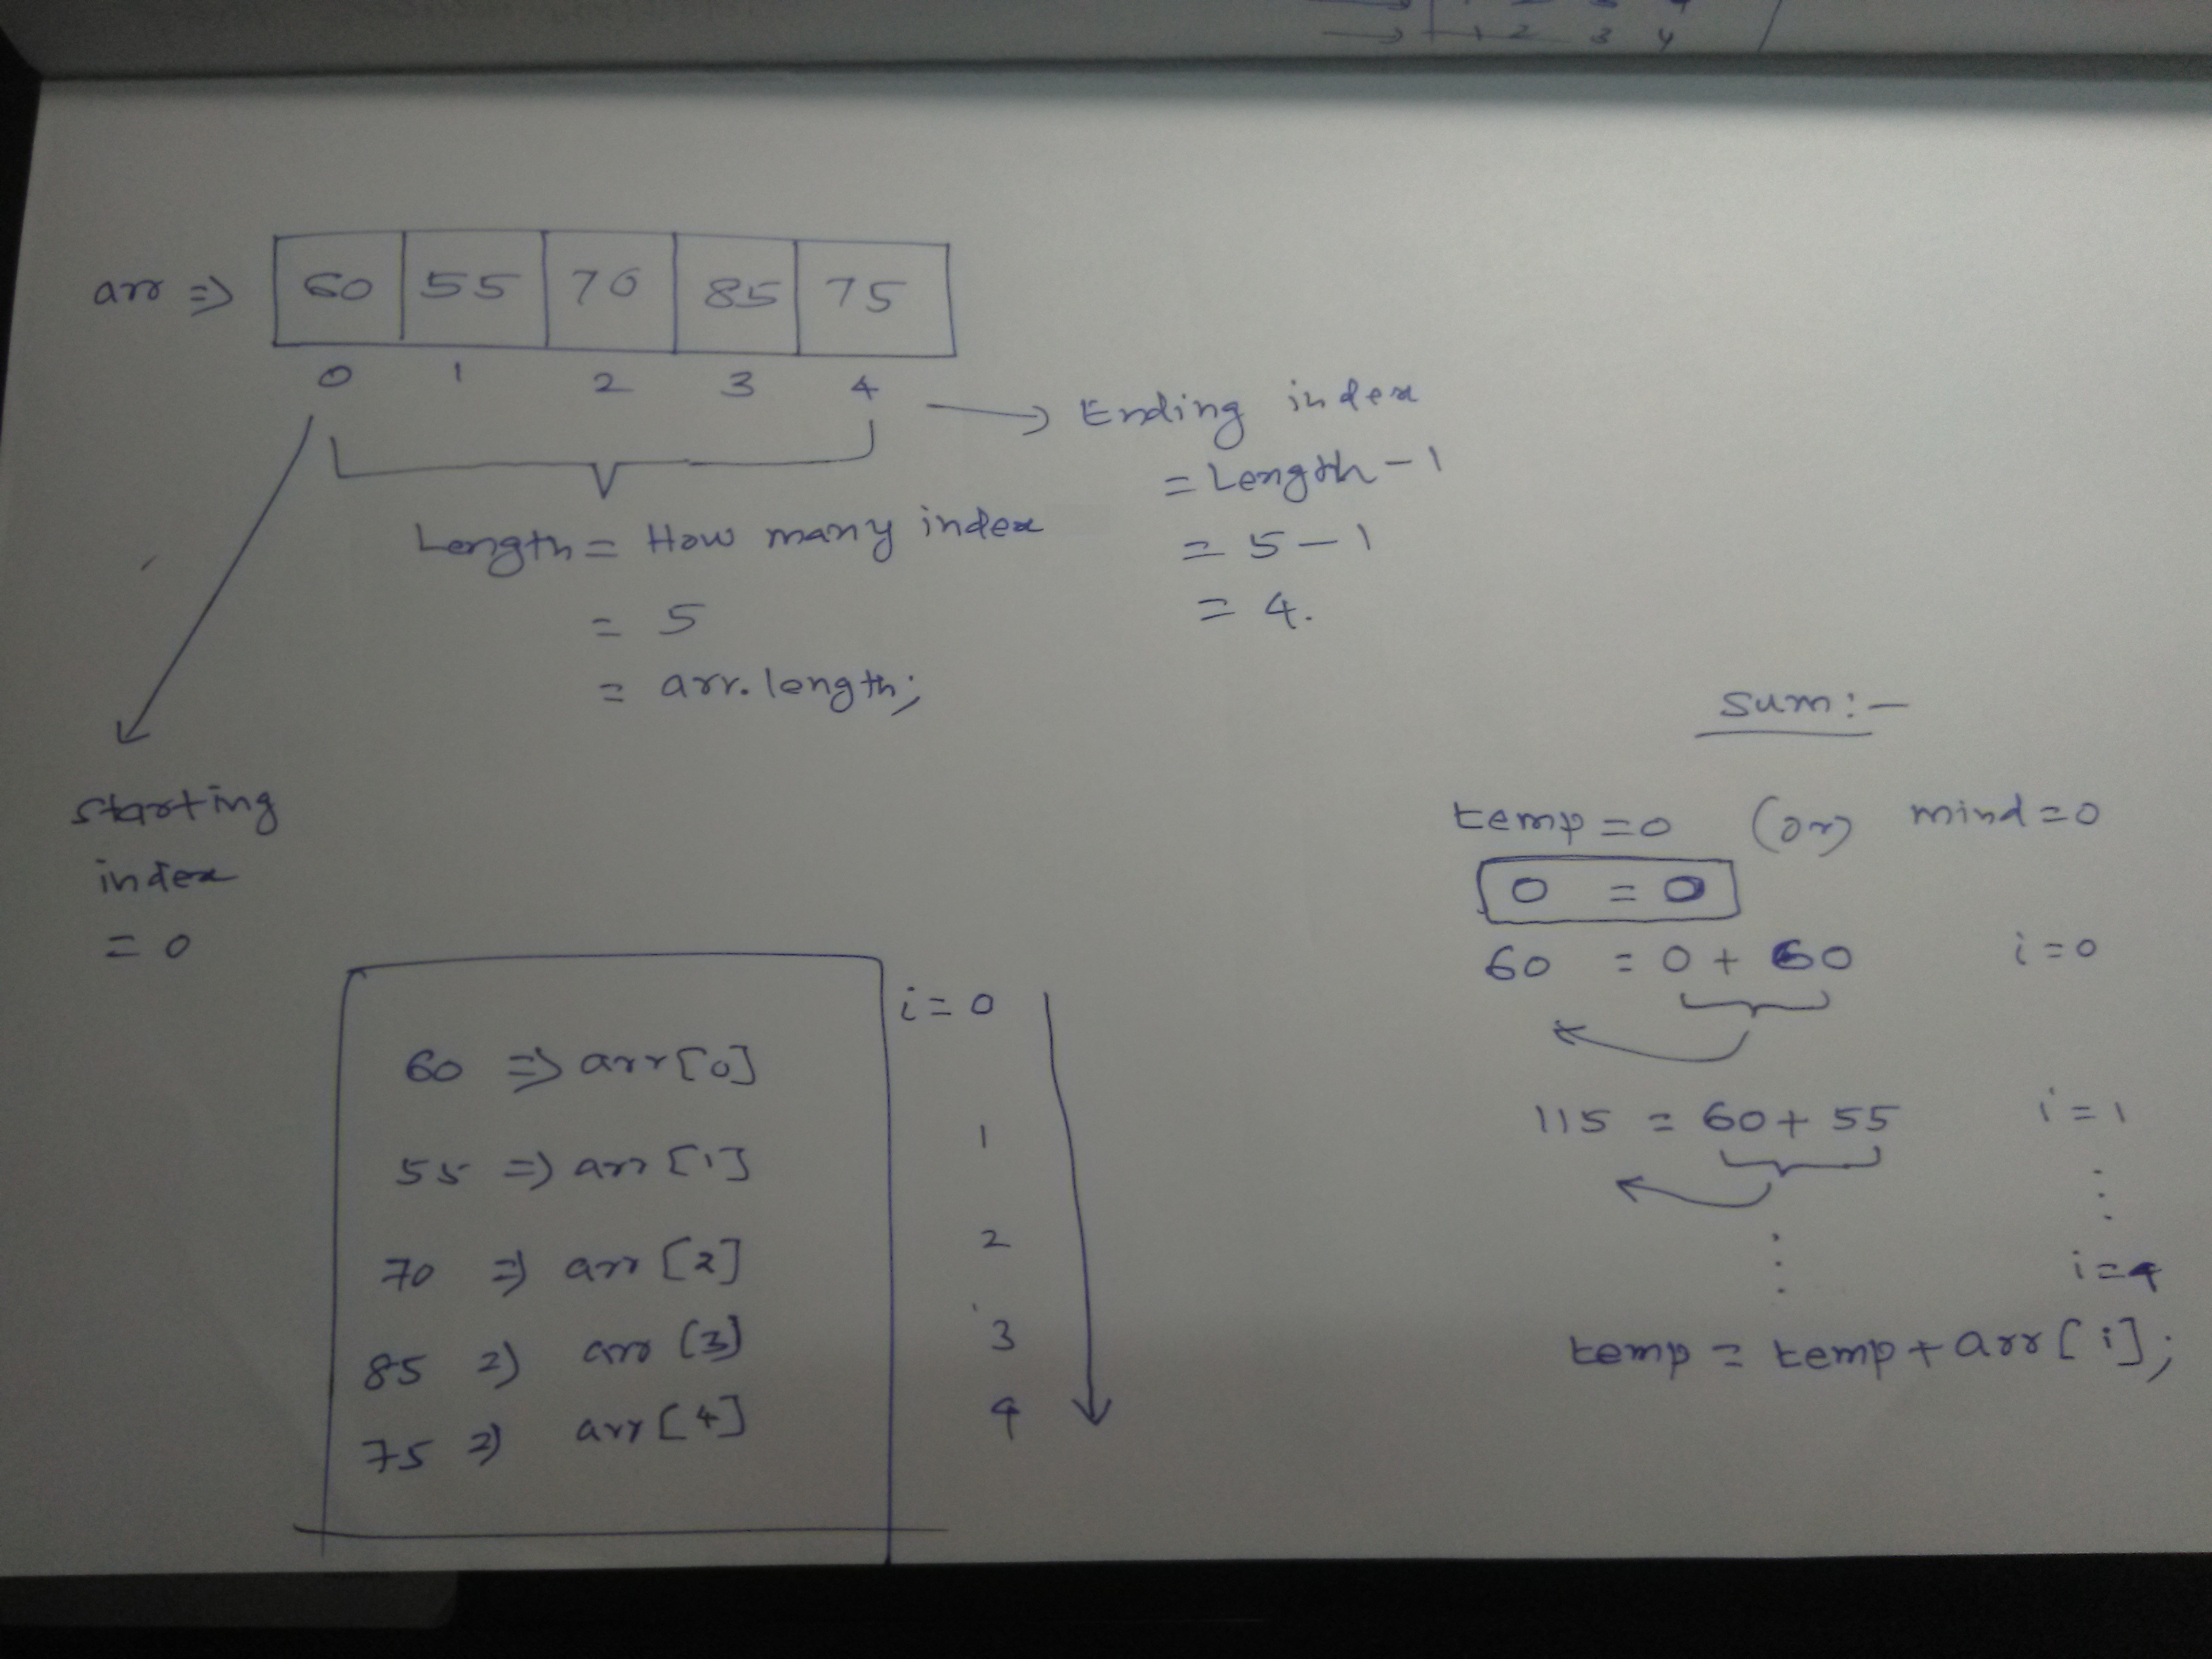 1 2 3 4
arr => 60 55 70 85 75
0 1 2 3 4
Ending index
= Length - 1
= 5 - 1
= 4.
Length = How many index
= 5
= arr.length;
starting
index
= 0
60 => arr[0] i = 0
55 => arr[1] 1
70 => arr[2] 2
85 => arr(3) 3
75 => arr[4] 4
sum:-
temp = 0 (or) mind = 0
0 = 0
60 = 0 + 60 i = 0
115 = 60 + 55 i = 1
i = 4
temp = temp + arr[i];